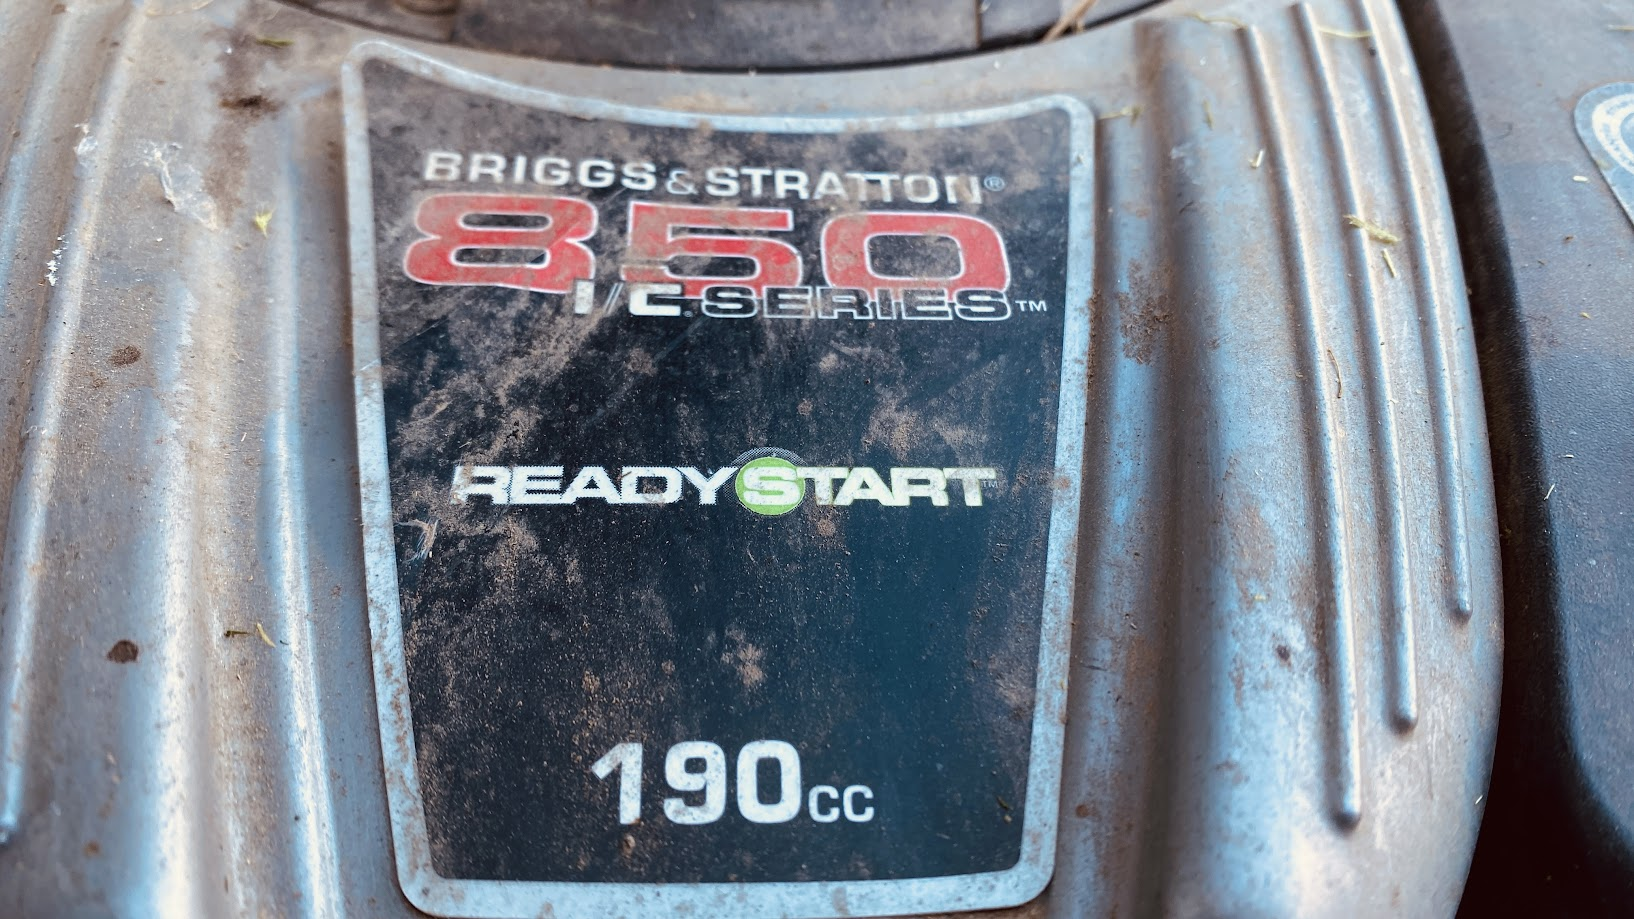 BRIGGS & STRATTON®
850
I/C. SERIES™
READYSTART™
190cc